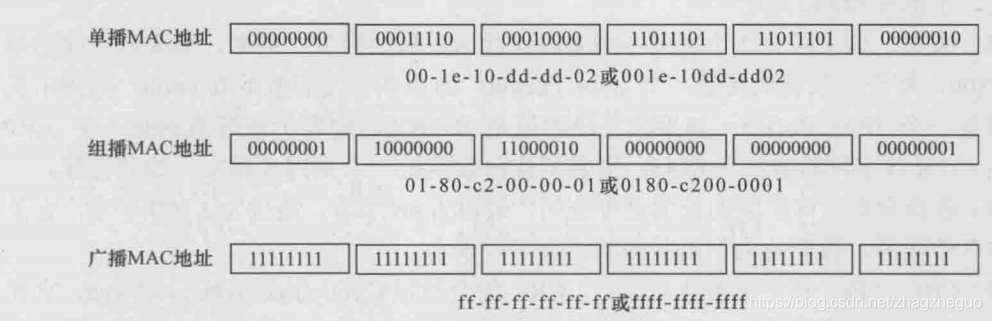 单播MAC地址 00000000 00011110 00010000 11011101 11011101 00000010
00-1e-10-dd-dd-02或001e-10dd-dd02
组播MAC地址 00000001 10000000 11000010 00000000 00000000 00000001
01-80-c2-00-00-01或0180-c200-0001
广播MAC地址 11111111 11111111 11111111 11111111 11111111 11111111
ff-ff-ff-ff-ff-ff或ffff-ffff-ffff
https://blog.csdn.net/zhagzheguo